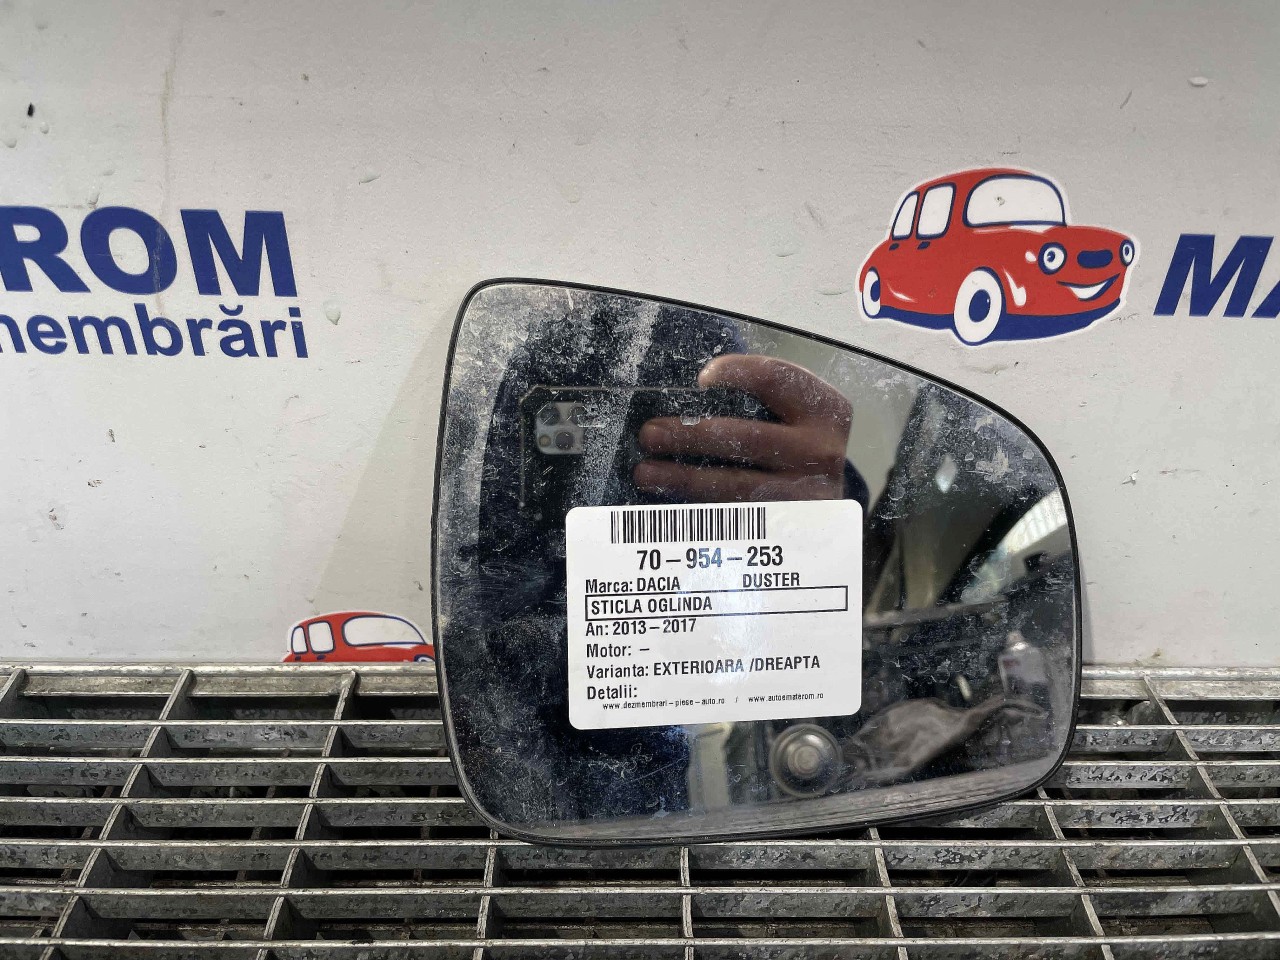 ROM
membrări
MA
70-954-253
Marca: DACIA DUSTER
STICLA OGLINDA
An: 2013-2017
Motor: -
Varianta: EXTERIOARA /DREAPTA
Detalii:
www.dezmembrari-piese-auto.ro / www.autoematerom.ro